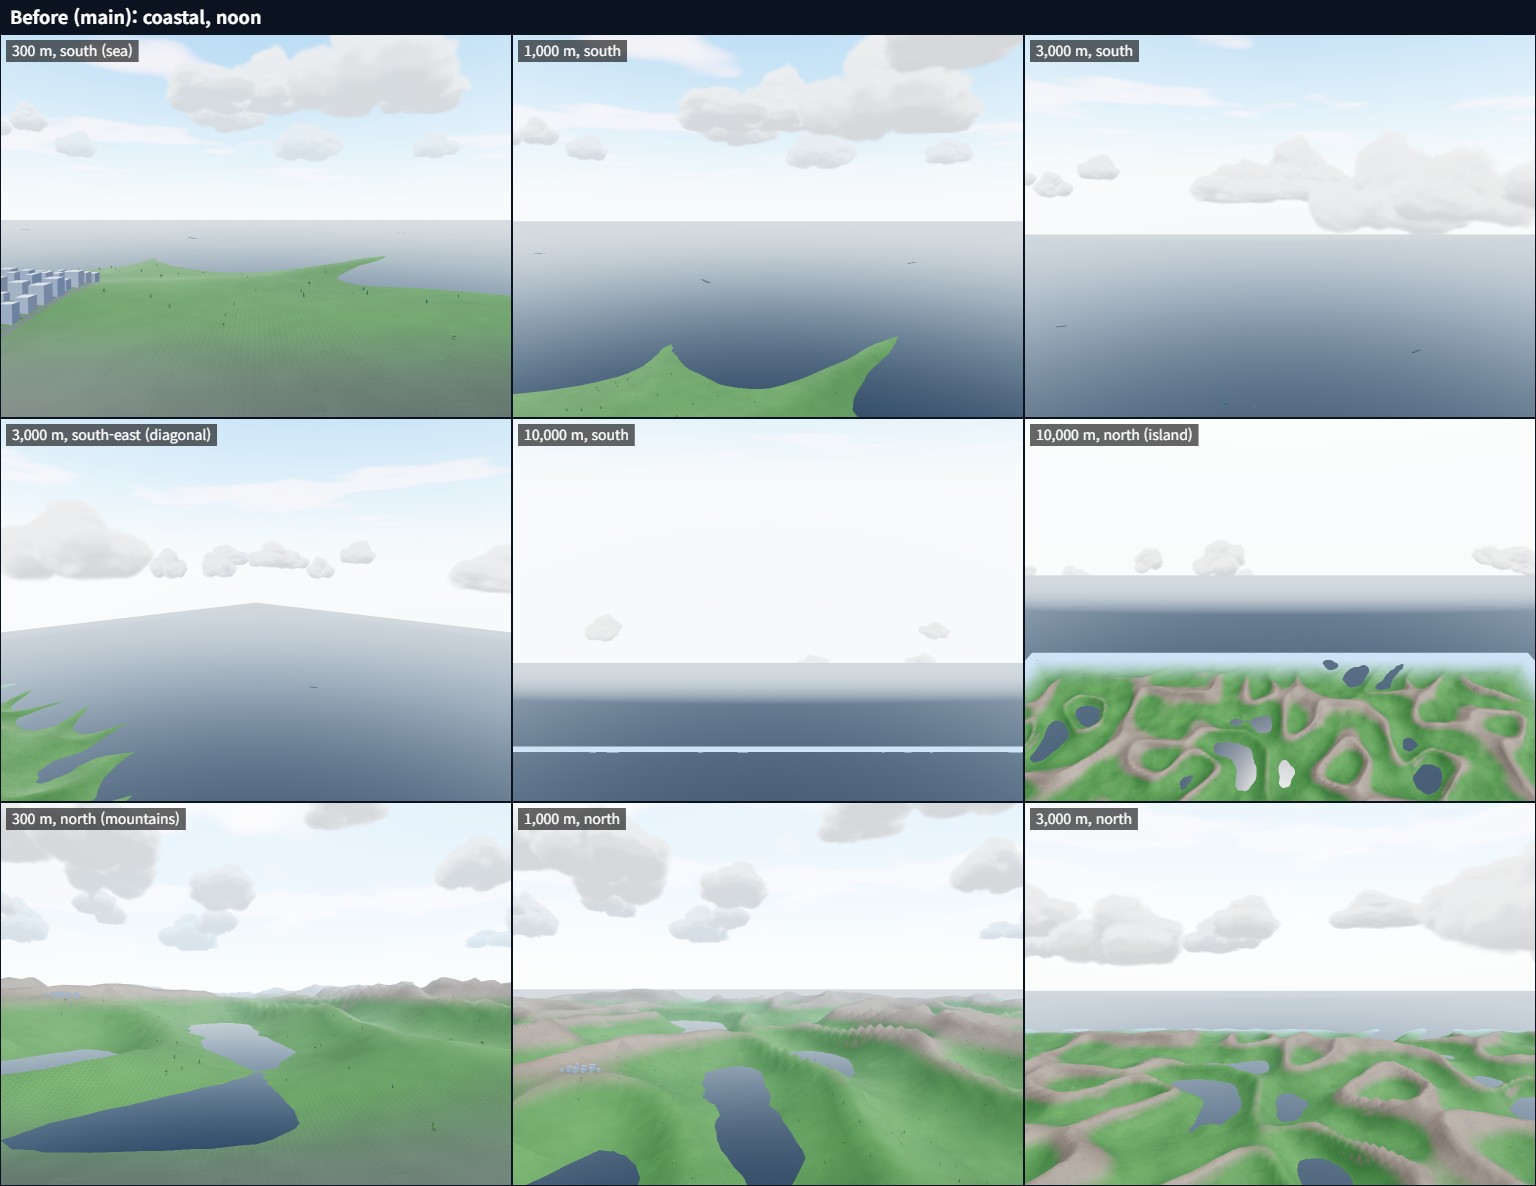 Before (main): coastal, noon
300 m, south (sea)
1,000 m, south
3,000 m, south
3,000 m, south-east (diagonal)
10,000 m, south
10,000 m, north (island)
300 m, north (mountains)
1,000 m, north
3,000 m, north